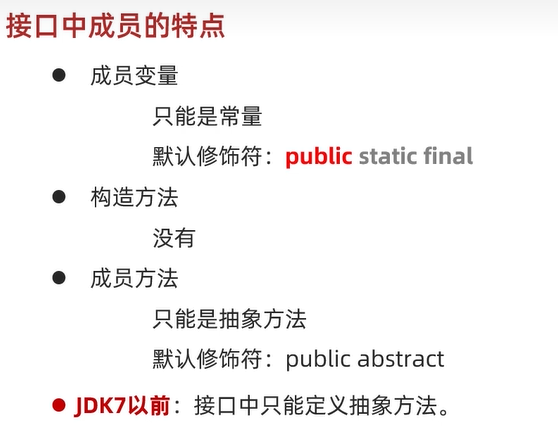 接口中成员的特点
● 成员变量
只能是常量
默认修饰符：public static final
● 构造方法
没有
● 成员方法
只能是抽象方法
默认修饰符：public abstract
● JDK7以前：接口中只能定义抽象方法。